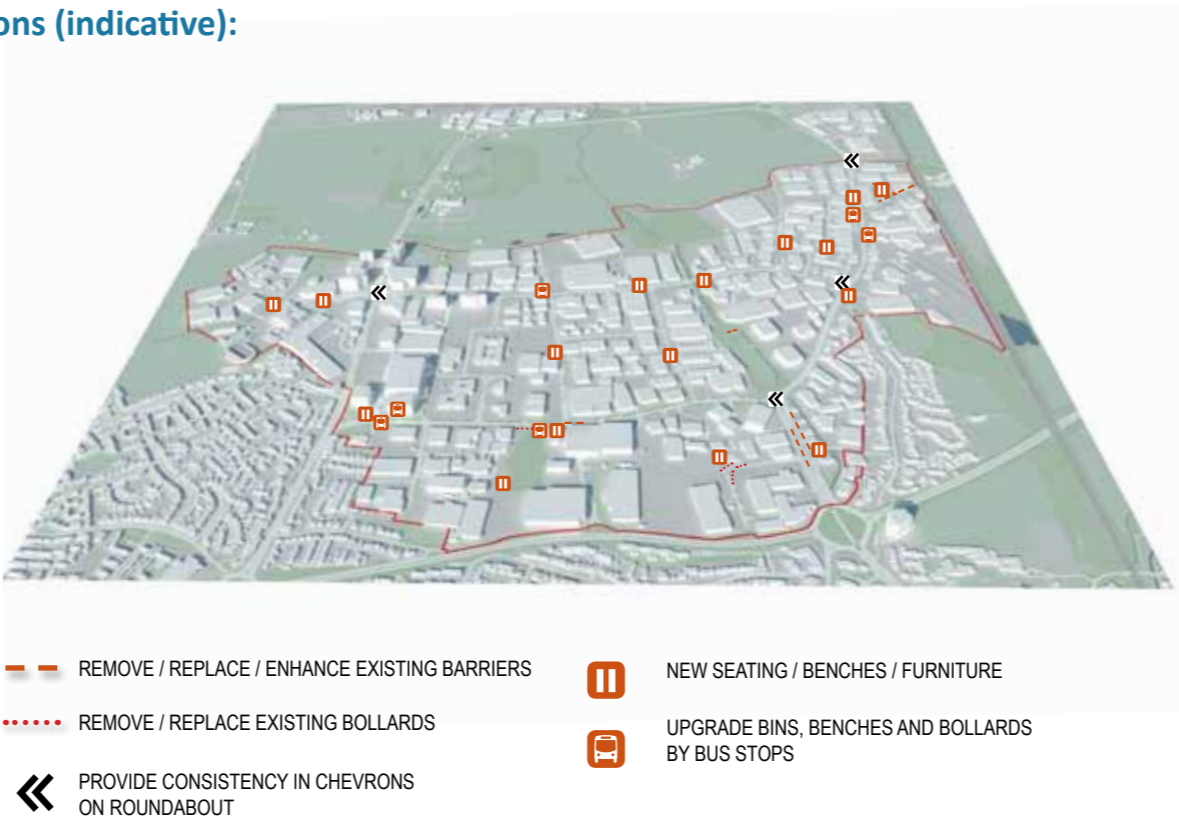 ons (indicative):
REMOVE / REPLACE / ENHANCE EXISTING BARRIERS
REMOVE / REPLACE EXISTING BOLLARDS
PROVIDE CONSISTENCY IN CHEVRONS
ON ROUNDABOUT
NEW SEATING / BENCHES / FURNITURE
UPGRADE BINS, BENCHES AND BOLLARDS
BY BUS STOPS